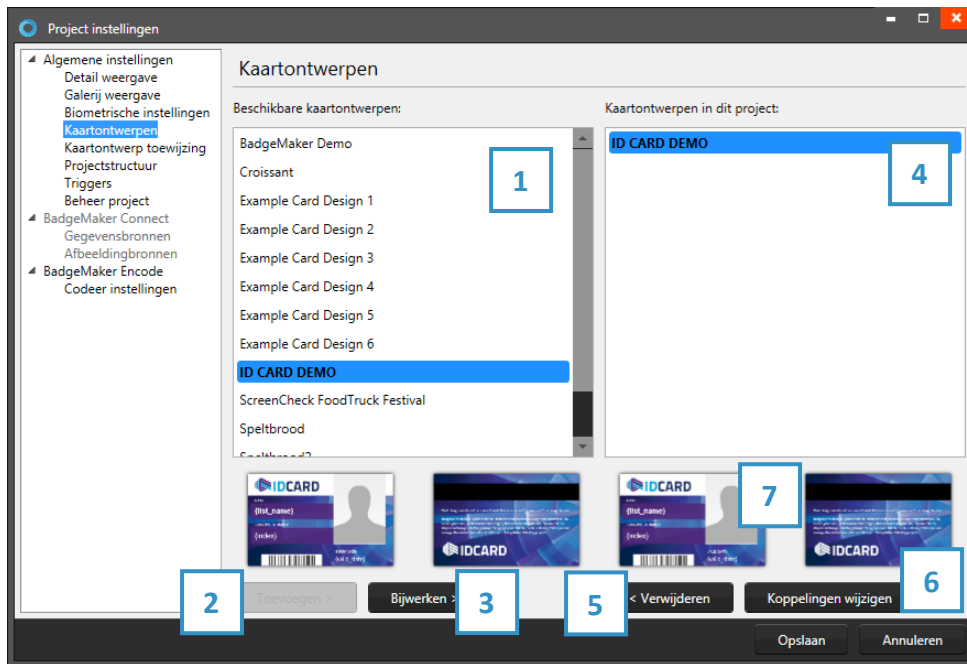 Project instellingen
Algemene instellingen
Detail weergave
Galerij weergave
Biometrische instellingen
Kaartontwerpen
Kaartontwerp toewijzing
Projectstructuur
Triggers
Beheer project
BadgeMaker Connect
Gegevensbronnen
Afbeeldingbronnen
BadgeMaker Encode
Codeer instellingen
Kaartontwerpen
Beschikbare kaartontwerpen:
BadgeMaker Demo
Croissant
Example Card Design 1
Example Card Design 2
Example Card Design 3
Example Card Design 4
Example Card Design 5
Example Card Design 6
ID CARD DEMO
ScreenCheck FoodTruck Festival
Speltbrood
Speltbrood2
1
Kaartontwerpen in dit project:
ID CARD DEMO
4
IDCARD
{list_name}
{index}
IDCARD
IDCARD
{list_name}
{index}
7
IDCARD
2
Toevoegen >
Bijwerken >
3
5
< Verwijderen
Koppelingen wijzigen
6
Opslaan
Annuleren